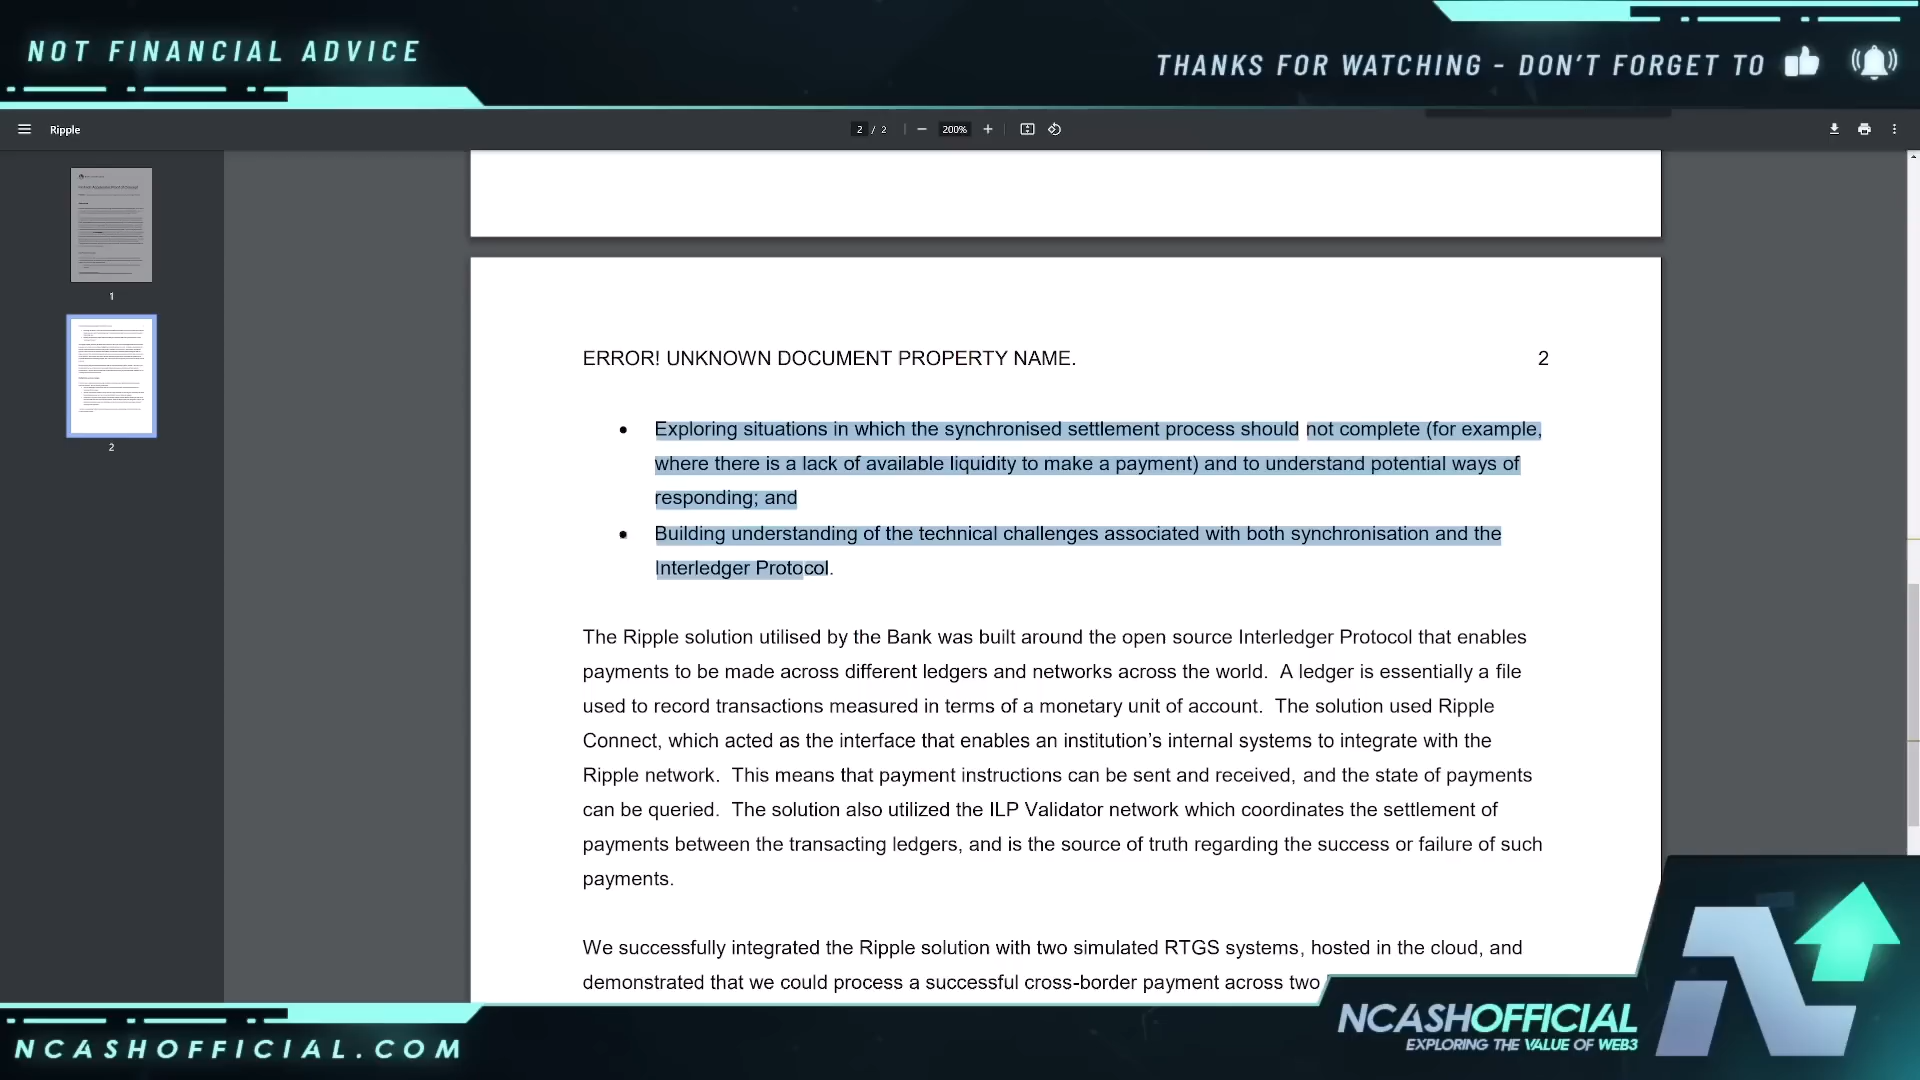 NOT FINANCIAL ADVICE
THANKS FOR WATCHING - DON'T FORGET TO
Ripple
2 / 2
200%
1
2
ERROR! UNKNOWN DOCUMENT PROPERTY NAME. 2
• Exploring situations in which the synchronised settlement process should not complete (for example,
where there is a lack of available liquidity to make a payment) and to understand potential ways of
responding; and
• Building understanding of the technical challenges associated with both synchronisation and the
Interledger Protocol.
The Ripple solution utilised by the Bank was built around the open source Interledger Protocol that enables
payments to be made across different ledgers and networks across the world. A ledger is essentially a file
used to record transactions measured in terms of a monetary unit of account. The solution used Ripple
Connect, which acted as the interface that enables an institution’s internal systems to integrate with the
Ripple network. This means that payment instructions can be sent and received, and the state of payments
can be queried. The solution also utilized the ILP Validator network which coordinates the settlement of
payments between the transacting ledgers, and is the source of truth regarding the success or failure of such
payments.
We successfully integrated the Ripple solution with two simulated RTGS systems, hosted in the cloud, and
demonstrated that we could process a successful cross-border payment across two
NCASHOFFICIAL
EXPLORING THE VALUE OF WEB3
NCASHOFFICIAL.COM